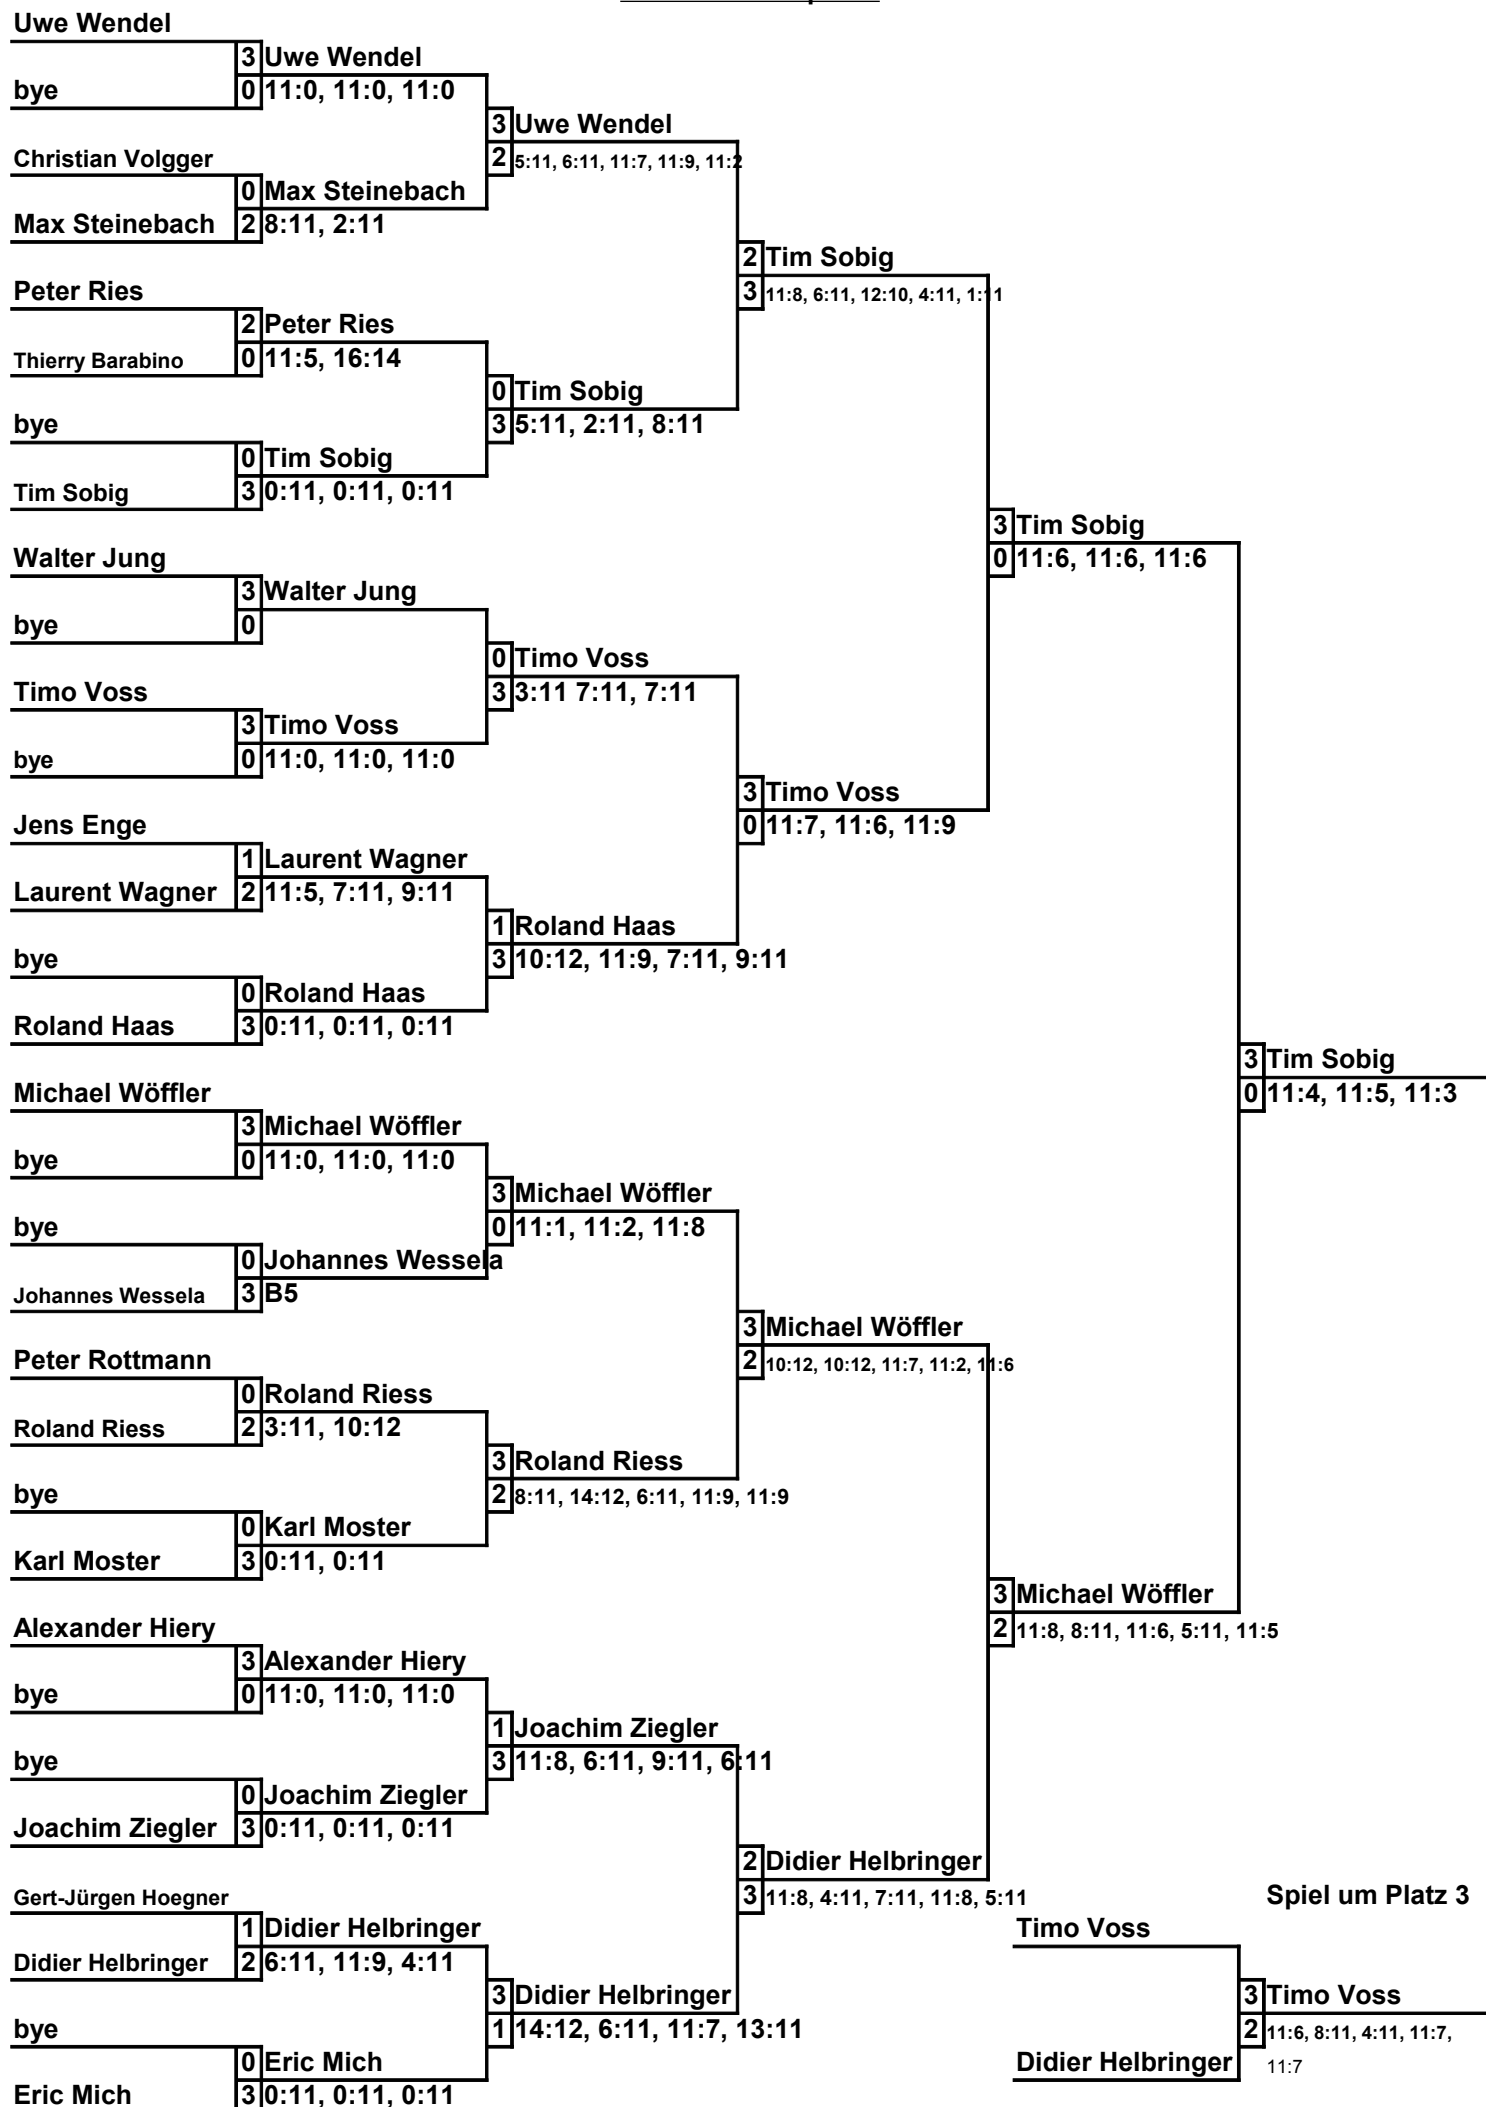 Uwe Wendel
3 Uwe Wendel
bye 0 11:0, 11:0, 11:0
3 Uwe Wendel
Christian Volgger 2 5:11, 6:11, 11:7, 11:9, 11:2
0 Max Steinebach
Max Steinebach 2 8:11, 2:11
2 Tim Sobig
Peter Ries 3 11:8, 6:11, 12:10, 4:11, 1:11
2 Peter Ries
Thierry Barabino 0 11:5, 16:14
0 Tim Sobig
bye 3 5:11, 2:11, 8:11
0 Tim Sobig
Tim Sobig 3 0:11, 0:11, 0:11
3 Tim Sobig
Walter Jung 0 11:6, 11:6, 11:6
3 Walter Jung
bye 0
0 Timo Voss
Timo Voss 3 3:11 7:11, 7:11
3 Timo Voss
bye 0 11:0, 11:0, 11:0
3 Timo Voss
Jens Enge 0 11:7, 11:6, 11:9
1 Laurent Wagner
Laurent Wagner 2 11:5, 7:11, 9:11
1 Roland Haas
bye 3 10:12, 11:9, 7:11, 9:11
0 Roland Haas
Roland Haas 3 0:11, 0:11, 0:11
3 Tim Sobig
Michael Wöffler 0 11:4, 11:5, 11:3
3 Michael Wöffler
bye 0 11:0, 11:0, 11:0
3 Michael Wöffler
bye 0 11:1, 11:2, 11:8
0 Johannes Wessela
Johannes Wessela 3 B5
3 Michael Wöffler
Peter Rottmann 2 10:12, 10:12, 11:7, 11:2, 11:6
0 Roland Riess
Roland Riess 2 3:11, 10:12
3 Roland Riess
bye 2 8:11, 14:12, 6:11, 11:9, 11:9
0 Karl Moster
Karl Moster 3 0:11, 0:11
3 Michael Wöffler
Alexander Hiery 2 11:8, 8:11, 11:6, 5:11, 11:5
3 Alexander Hiery
bye 0 11:0, 11:0, 11:0
1 Joachim Ziegler
bye 3 11:8, 6:11, 9:11, 6:11
0 Joachim Ziegler
Joachim Ziegler 3 0:11, 0:11, 0:11
2 Didier Helbringer
Gert-Jürgen Hoegner 3 11:8, 4:11, 7:11, 11:8, 5:11 Spiel um Platz 3
1 Didier Helbringer Timo Voss
Didier Helbringer 2 6:11, 11:9, 4:11
3 Didier Helbringer 3 Timo Voss
bye 1 14:12, 6:11, 11:7, 13:11 2 11:6, 8:11, 4:11, 11:7,
0 Eric Mich Didier Helbringer 11:7
Eric Mich 3 0:11, 0:11, 0:11